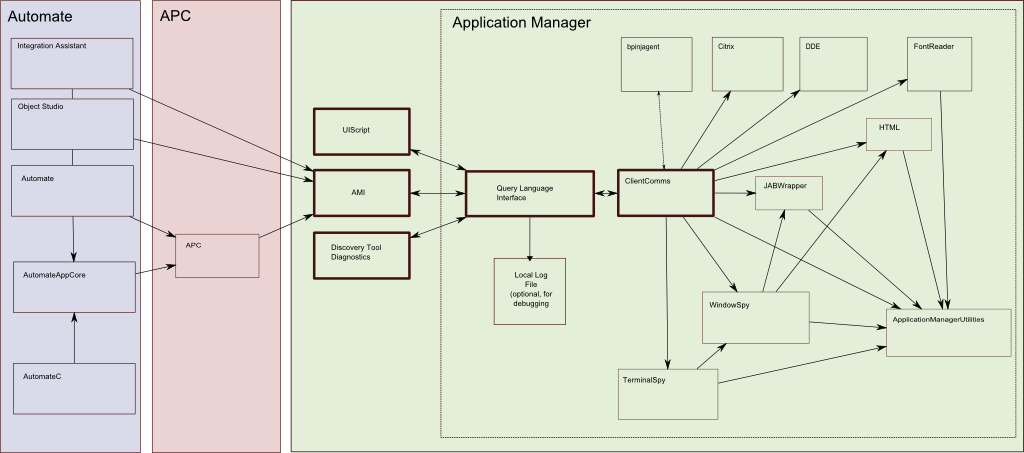 Automate
Integration Assistant
Object Studio
Automate
AutomateAppCore
AutomateC
APC
APC
UIScript
AMI
Discovery Tool
Diagnostics
Application Manager
Query Language
Interface
Local Log
File
(optional, for
debugging
bpinjagent
Citrix
DDE
FontReader
HTML
ClientComms
JABWrapper
WindowSpy
ApplicationManagerUtilities
TerminalSpy